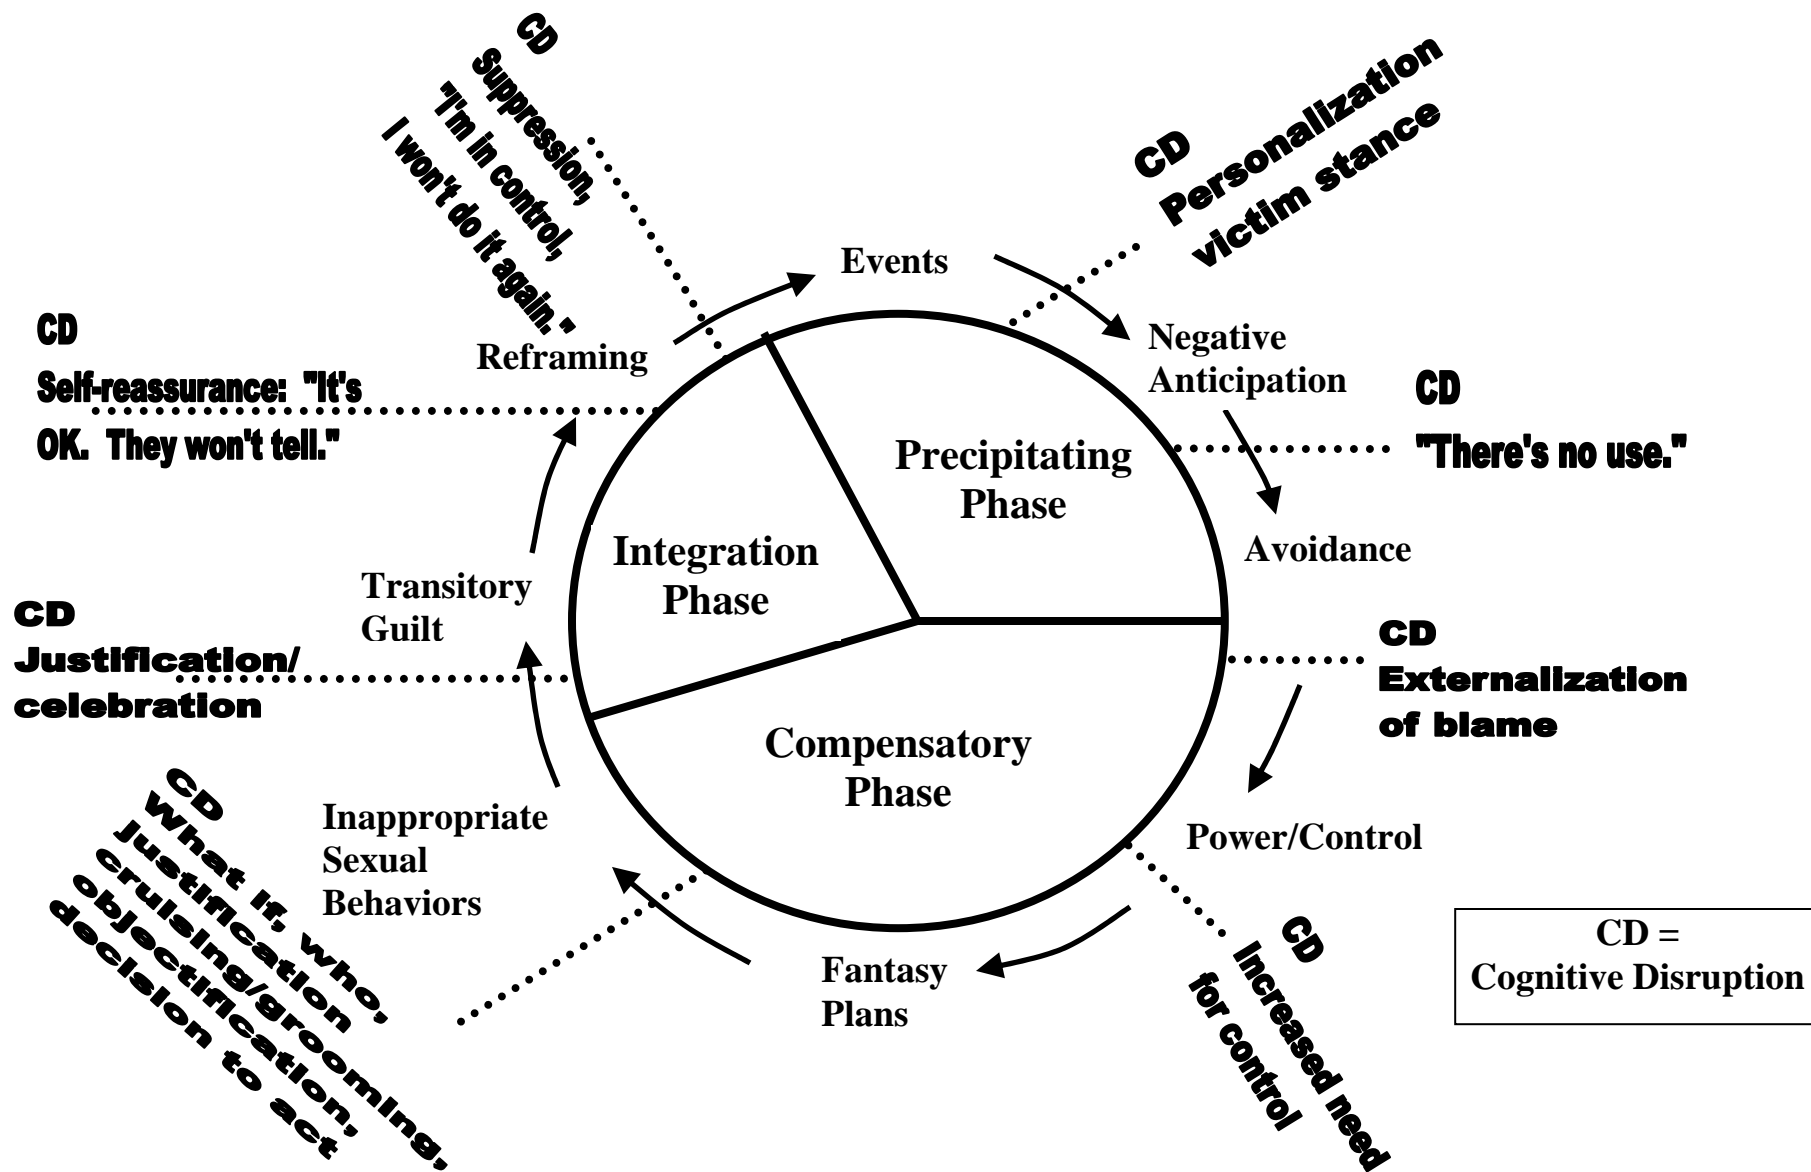 CD
Suppression,
"I'm in control,
I won't do it again."
CD
Personalization
victim stance
Events
Negative
Anticipation
CD
"There's no use."
Avoidance
CD
Externalization
of blame
Power/Control
CD
Increased need
for control
Fantasy
Plans
CD
What if, who,
justification
cruising/grooming,
objectification,
decision to act
Inappropriate
Sexual
Behaviors
CD
Justification/
celebration
Transitory
Guilt
CD
Self-reassurance:  "It's
OK.  They won't tell."
Reframing
Precipitating
Phase
Integration
Phase
Compensatory
Phase
CD =
Cognitive Disruption